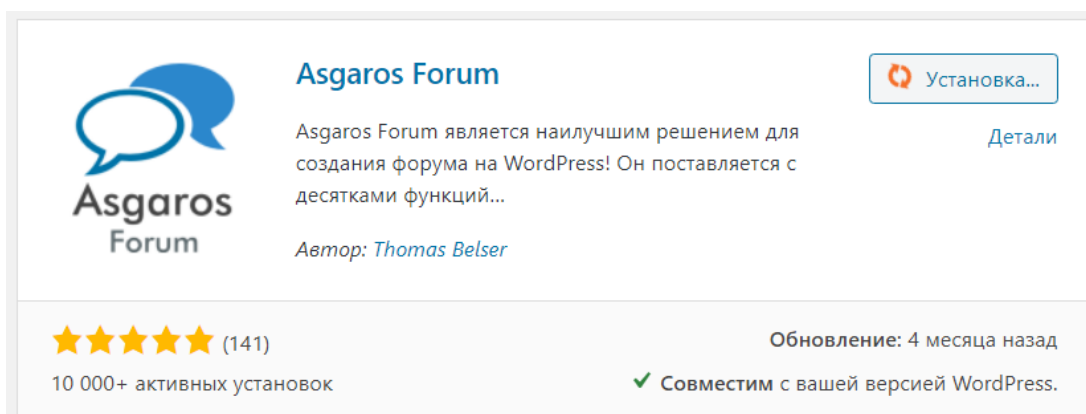 Asgaros Forum
Установка...
Asgaros Forum является наилучшим решением для
создания форума на WordPress! Он поставляется с
десятками функций...
Детали
Автор: Thomas Belser
Asgaros
Forum
(141)
10 000+ активных установок
Обновление: 4 месяца назад
Совместим с вашей версией WordPress.